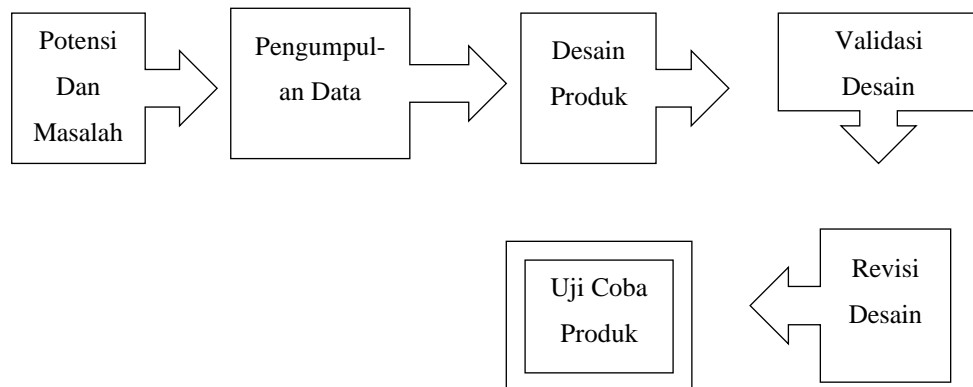 Potensi
Dan
Masalah
Pengumpul-
an Data
Desain
Produk
Validasi
Desain
Revisi
Desain
Uji Coba
Produk